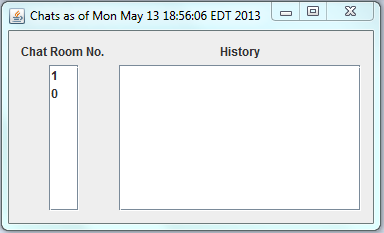 Chats as of Mon May 13 18:56:06 EDT 2013
Chat Room No. History
1
0